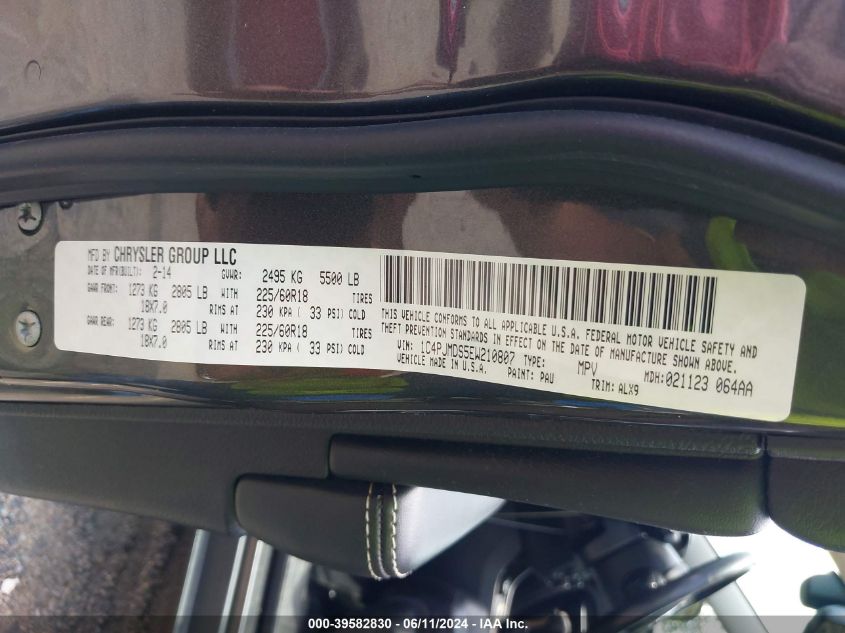 MFD BY CHRYSLER GROUP LLC
DATE OF MFR(BUILT): 2-14 GVWR: 2495 KG 5500 LB
GAWR FRONT: 1273 KG 2805 LB WITH 225/60R18 TIRES
18X7.0 RIMS AT 230 KPA ( 33 PSI) COLD
GAWR REAR: 1273 KG 2805 LB WITH 225/60R18 TIRES
18X7.0 RIMS AT 230 KPA ( 33 PSI) COLD
THIS VEHICLE CONFORMS TO ALL APPLICABLE U.S.A. FEDERAL MOTOR VEHICLE SAFETY AND
THEFT PREVENTION STANDARDS IN EFFECT ON THE DATE OF MANUFACTURE SHOWN ABOVE.
VIN: 1C4PJMDS5EW210807 TYPE: MPV MDH:021123 064AA
VEHICLE MADE IN U.S.A. PAINT: PAU TRIM: ALX9
000-39582830 - 06/11/2024 - IAA Inc.